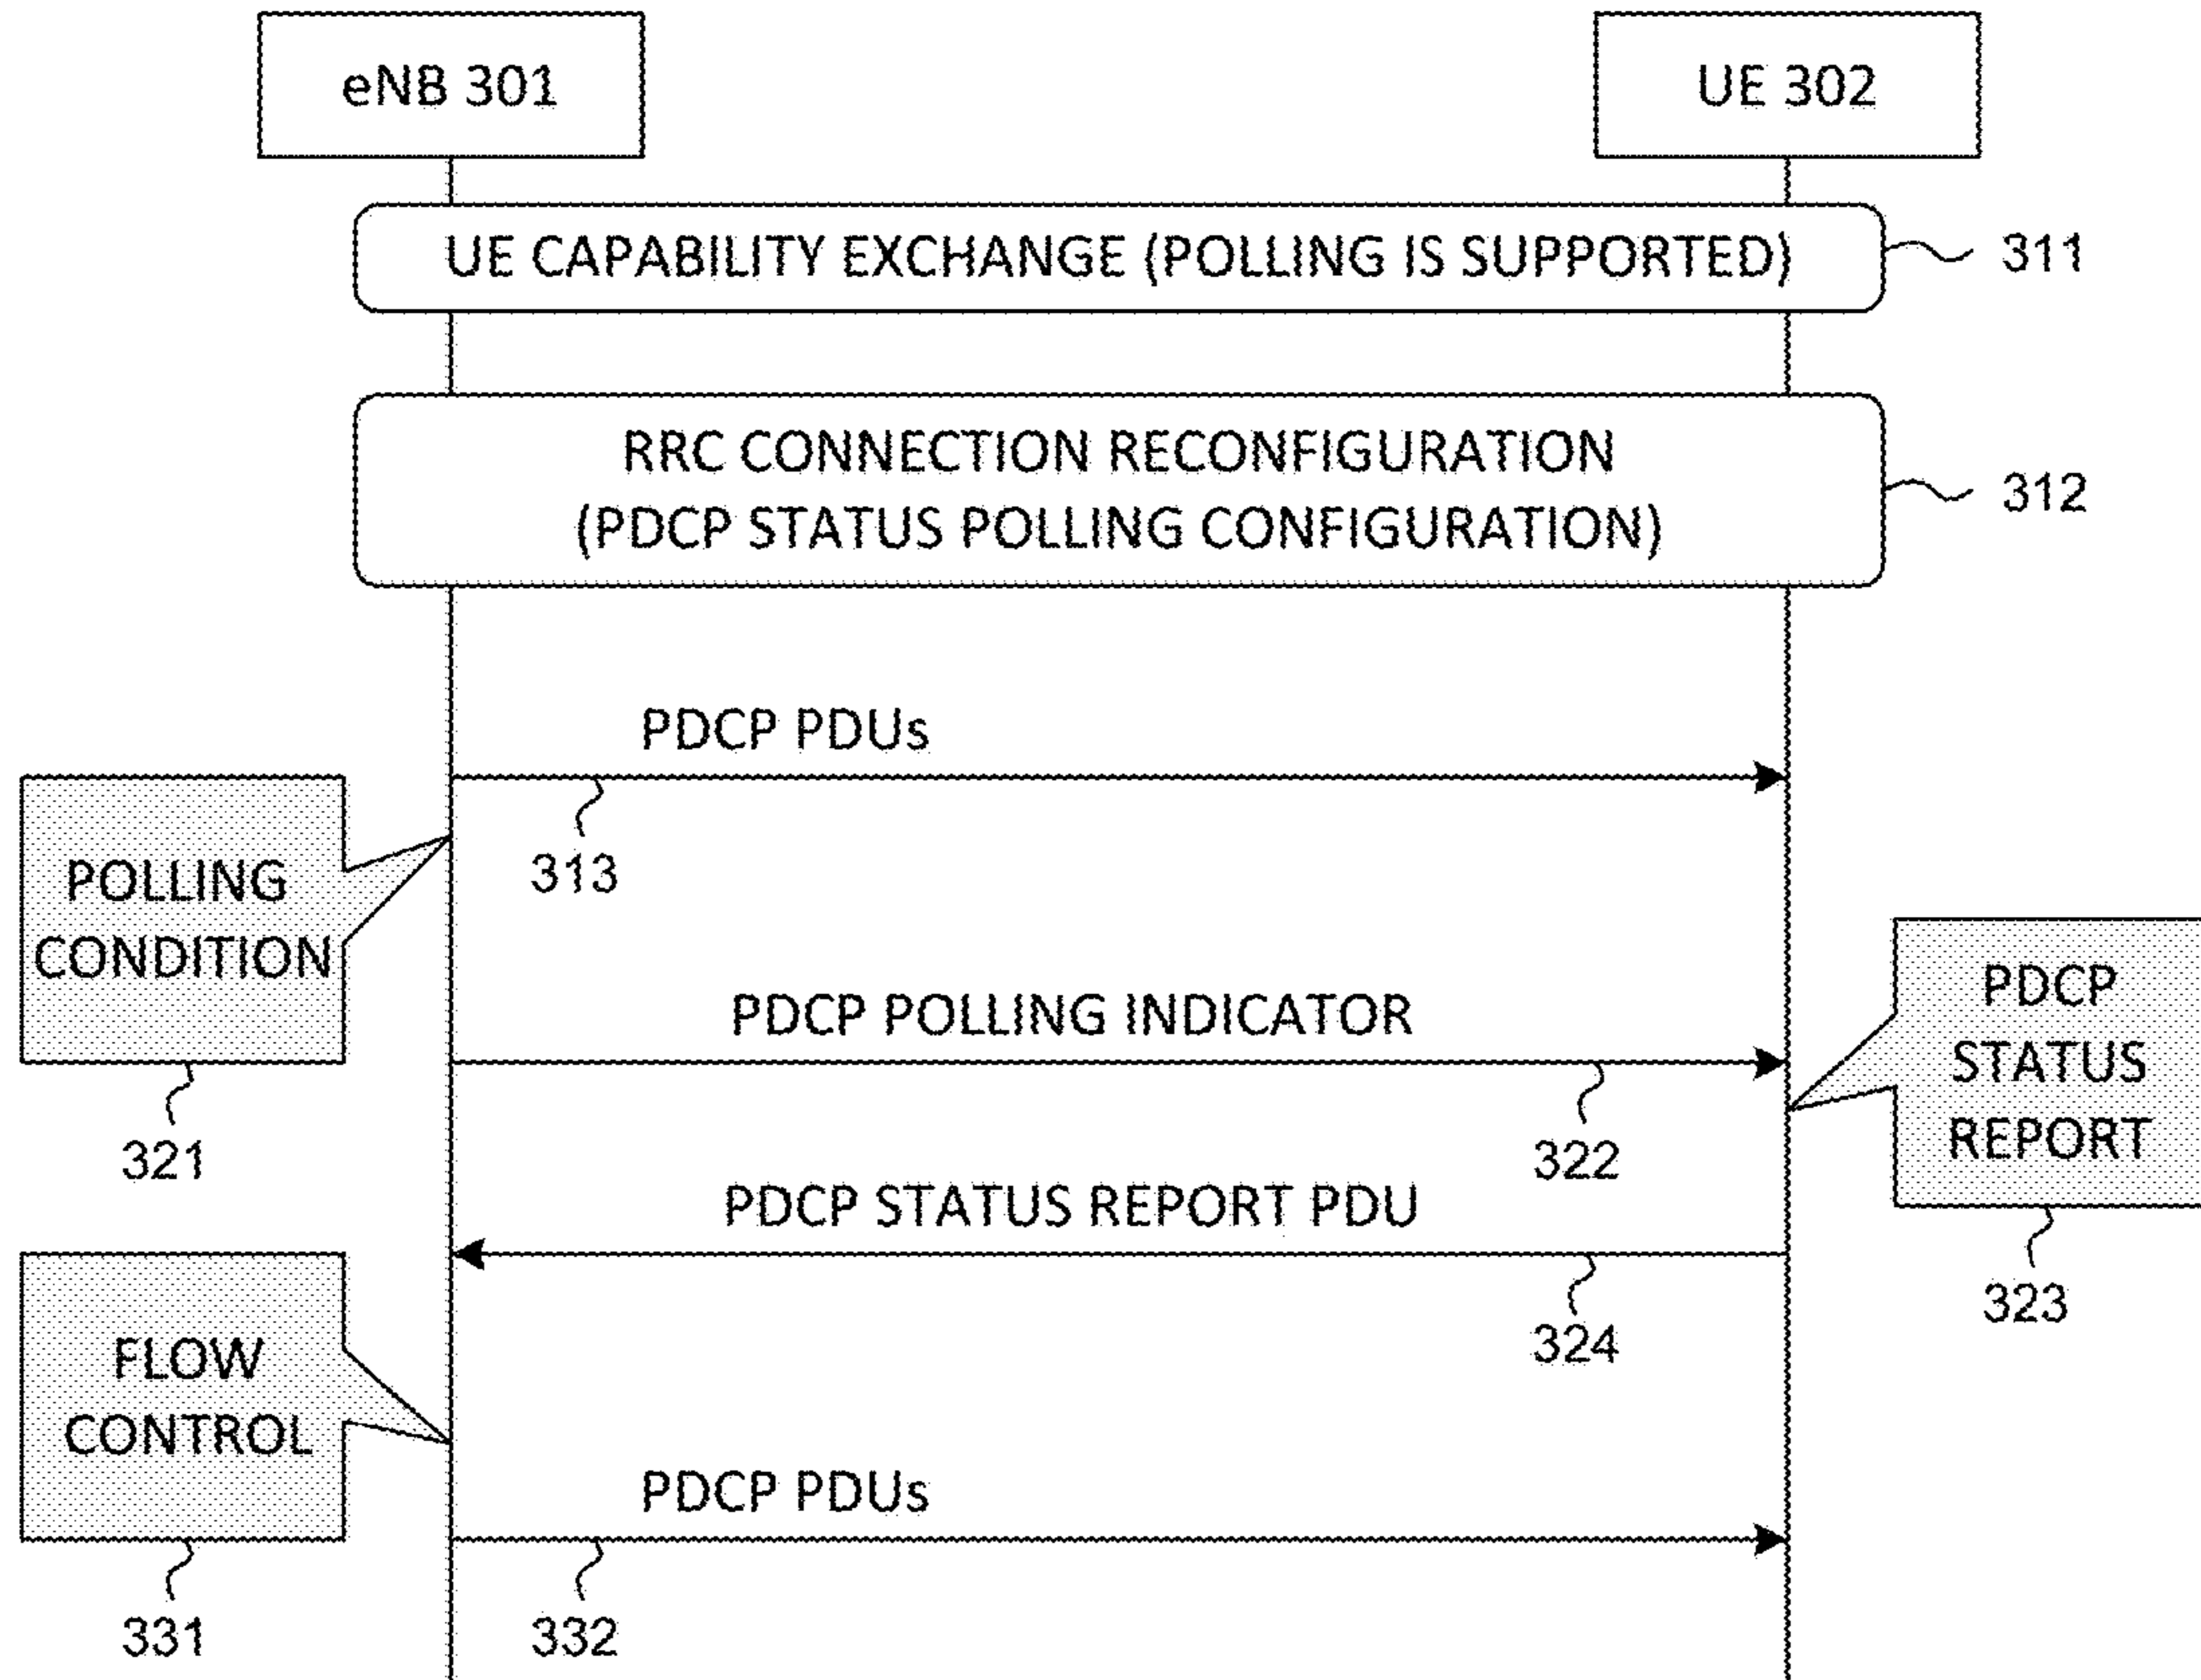 eNB 301
UE 302
UE CAPABILITY EXCHANGE (POLLING IS SUPPORTED)
311
RRC CONNECTION RECONFIGURATION
(PDCP STATUS POLLING CONFIGURATION)
312
PDCP PDUs
313
POLLING
CONDITION
321
PDCP POLLING INDICATOR
322
PDCP
STATUS
REPORT
323
PDCP STATUS REPORT PDU
324
FLOW
CONTROL
331
PDCP PDUs
332